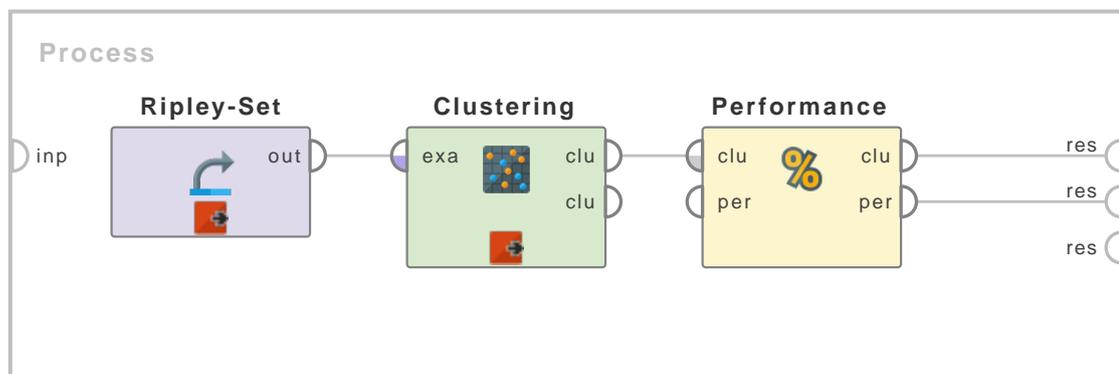 Process
Ripley-Set Clustering Performance
inp out exa clu clu clu res
clu per per res
res
%